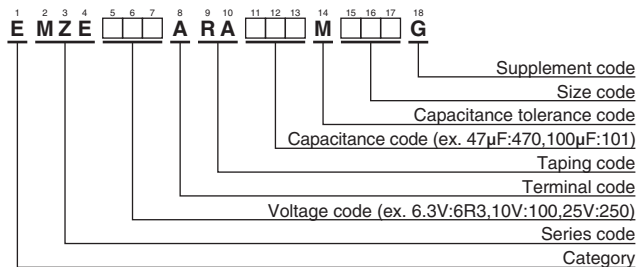 1 2 3 4 5 6 7 8 9 10 11 12 13 14 15 16 17 18
E M Z E A R A M G
Supplement code
Size code
Capacitance tolerance code
Capacitance code (ex. 47µF:470,100µF:101)
Taping code
Terminal code
Voltage code (ex. 6.3V:6R3,10V:100,25V:250)
Series code
Category